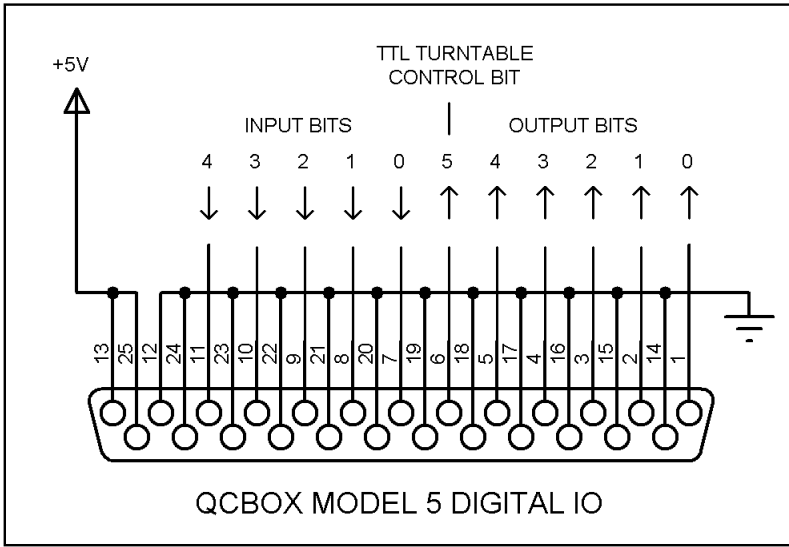 TTL TURNTABLE
CONTROL BIT
+5V
INPUT BITS OUTPUT BITS
4 3 2 1 0 5 4 3 2 1 0
13 25 12 24 11 23 10 22 9 21 8 20 7 19 6 18 5 17 4 16 3 15 2 14 1
QCBOX MODEL 5 DIGITAL IO